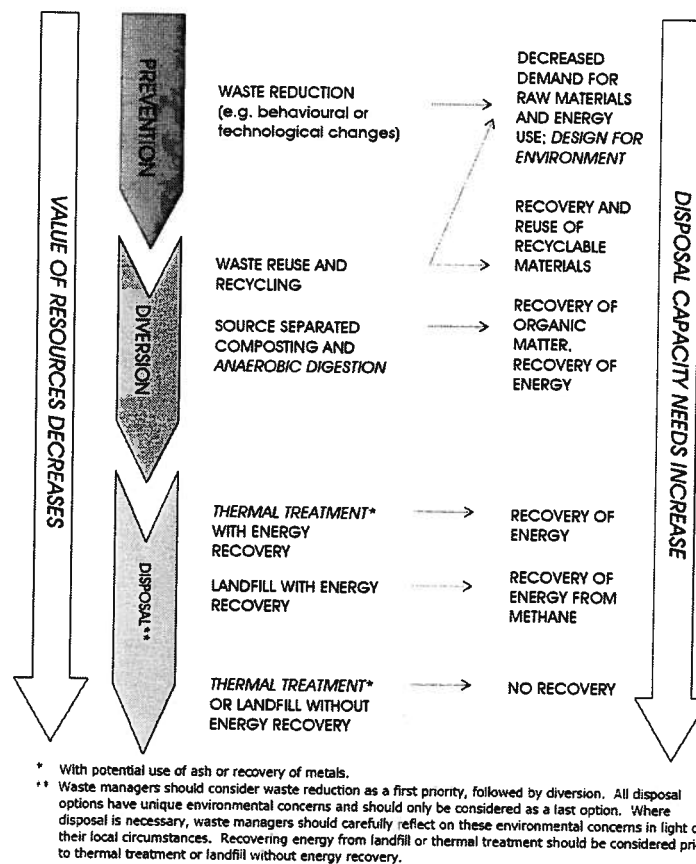 VALUE OF RESOURCES DECREASES
PREVENTION
WASTE REDUCTION
(e.g. behavioural or
technological changes)
DECREASED
DEMAND FOR
RAW MATERIALS
AND ENERGY
USE; DESIGN FOR
ENVIRONMENT
DIVERSION
WASTE REUSE AND
RECYCLING
RECOVERY AND
REUSE OF
RECYCLABLE
MATERIALS
SOURCE SEPARATED
COMPOSTING AND
ANAEROBIC DIGESTION
RECOVERY OF
ORGANIC
MATTER,
RECOVERY OF
ENERGY
DISPOSAL**
THERMAL TREATMENT*
WITH ENERGY
RECOVERY
RECOVERY OF
ENERGY
LANDFILL WITH ENERGY
RECOVERY
RECOVERY OF
ENERGY FROM
METHANE
THERMAL TREATMENT*
OR LANDFILL WITHOUT
ENERGY RECOVERY
NO RECOVERY
DISPOSAL CAPACITY NEEDS INCREASE
* With potential use of ash or recovery of metals.
** Waste managers should consider waste reduction as a first priority, followed by diversion. All disposal
options have unique environmental concerns and should only be considered as a last option. Where
disposal is necessary, waste managers should carefully reflect on these environmental concerns in light
their local circumstances. Recovering energy from landfill or thermal treatment should be considered
to thermal treatment or landfill without energy recovery.